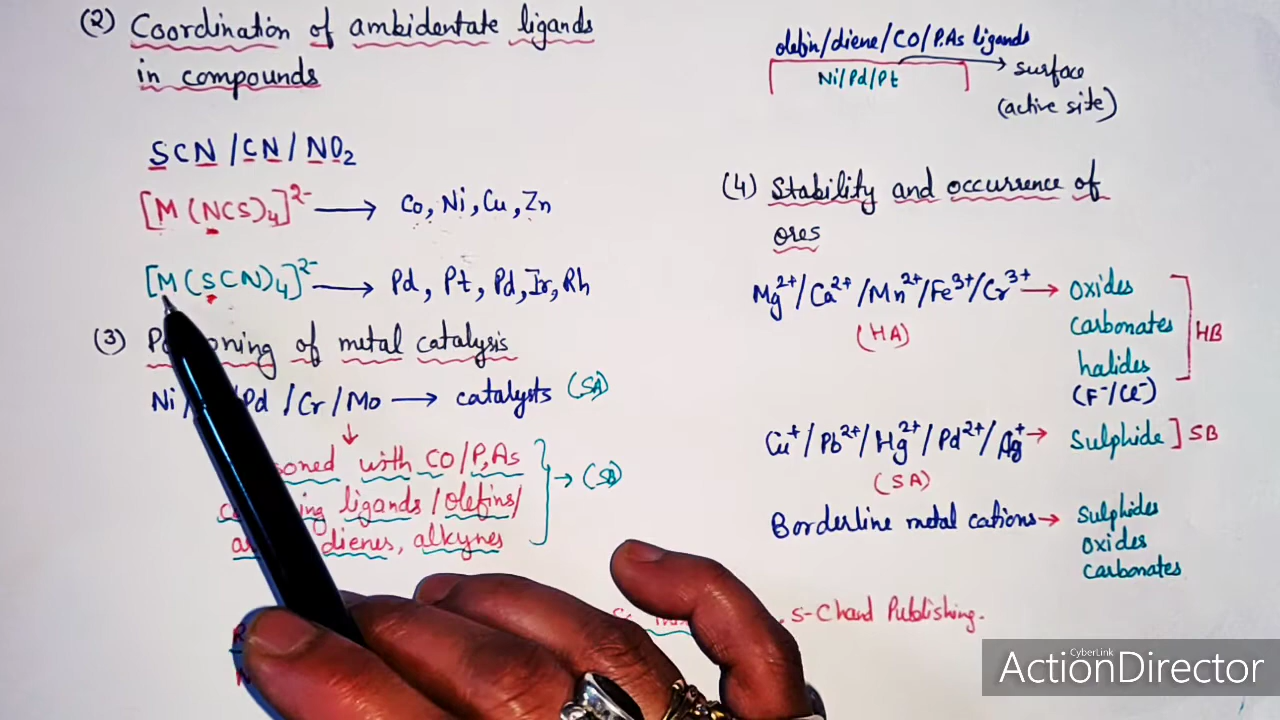 (2) Coordination of ambidentate ligands
in compounds
SCN / CN / NO2
[M (NCS)4]2- → Co, Ni, Cu, Zn
[M (SCN)4]2- → Pd, Pt, Pd, Ir, Rh
(3) of metal catalysis
Ni / Pd / Cr / Mo → catalysts (SA)
with CO/P, As
ligands / olefins /
dienes, alkynes
→ (SB)
olefin/diene/CO/P,As ligands
Ni/Pd/Pt
→ surface
(active site)
(4) Stability and occurrence of
ores
Mg2+/Ca2+/Mn2+/Fe3+/Cr3+ → oxides
(HA)
carbonates
halides
(F-/Cl-)
HB
Cu+/Pb2+/Hg2+/Pd2+/Ag+ → Sulphide ] SB
(SA)
Borderline metal cations → Sulphides
oxides
carbonates
S-Chand Publishing.
CyberLink
ActionDirector